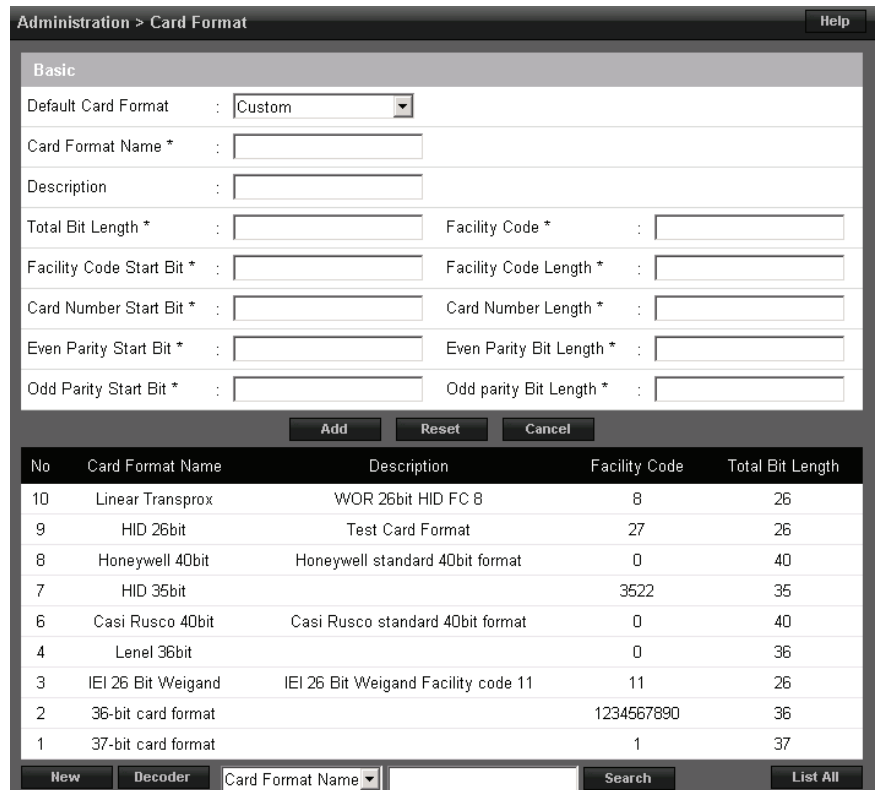 Administration > Card Format Help
Basic
Default Card Format : Custom
Card Format Name * :
Description :
Total Bit Length * : Facility Code * :
Facility Code Start Bit * : Facility Code Length * :
Card Number Start Bit * : Card Number Length * :
Even Parity Start Bit * : Even Parity Bit Length * :
Odd Parity Start Bit * : Odd parity Bit Length * :
Add Reset Cancel
No Card Format Name Description Facility Code Total Bit Length
10 Linear Transprox WOR 26bit HID FC 8 8 26
9 HID 26bit Test Card Format 27 26
8 Honeywell 40bit Honeywell standard 40bit format 0 40
7 HID 35bit 3522 35
6 Casi Rusco 40bit Casi Rusco standard 40bit format 0 40
4 Lenel 36bit 0 36
3 IEI 26 Bit Weigand IEI 26 Bit Weigand Facility code 11 11 26
2 36-bit card format 1234567890 36
1 37-bit card format 1 37
New Decoder Card Format Name Search List All